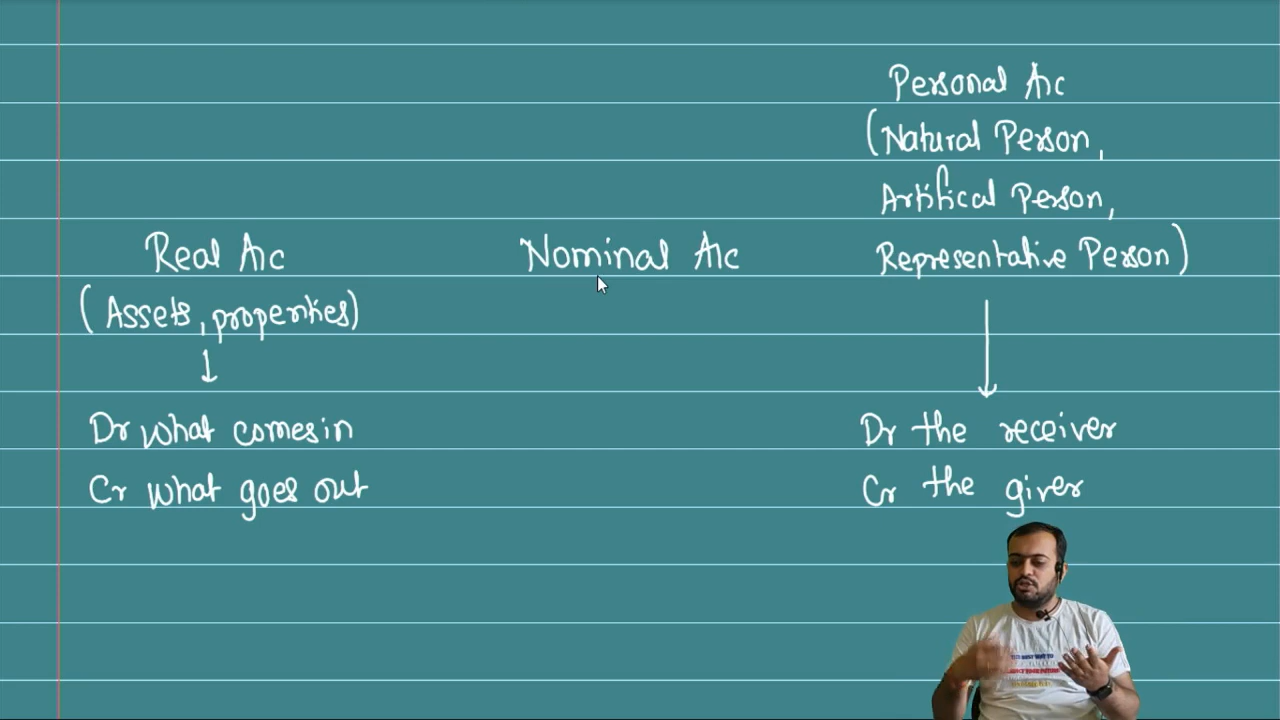 Personal A/c
(Natural Person,
Artifical Person,
Representative Person)
Real A/c
(Assets, properties)
↓
Dr what comes in
Cr what goes out
Nominal A/c
↓
Dr the receiver
Cr the giver